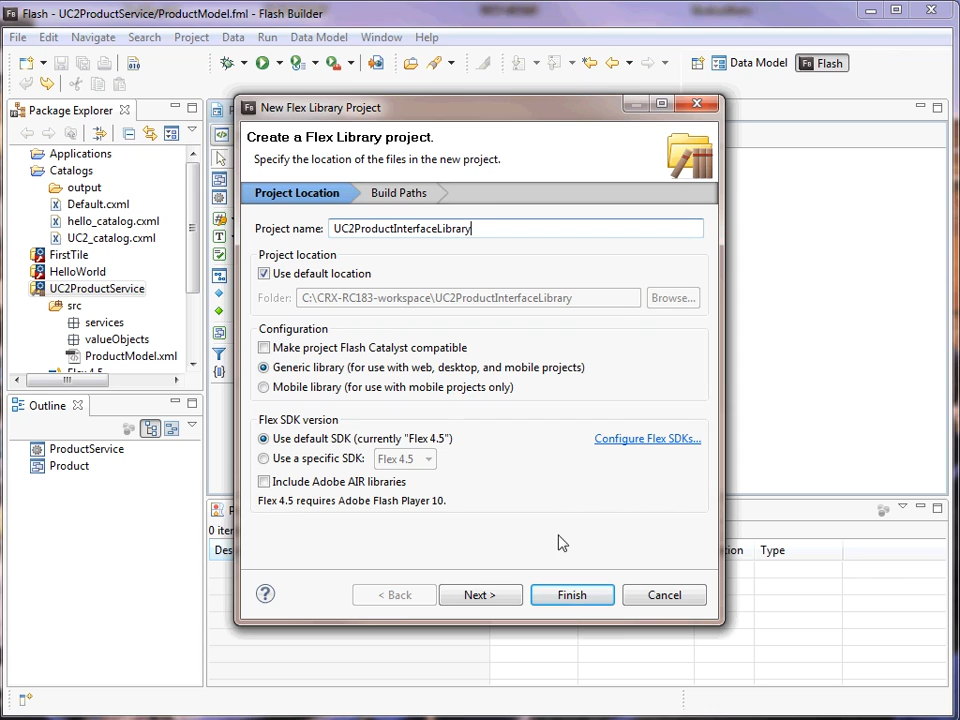 Flash - UC2ProductService/ProductModel.fml - Flash Builder
File Edit Navigate Search Project Data Run Data Model Window Help
Data Model Flash
Package Explorer
Applications
Catalogs
output
Default.cxml
hello_catalog.cxml
UC2_catalog.cxml
FirstTile
HelloWorld
UC2ProductService
src
services
valueObjects
ProductModel.xml
Outline
ProductService
Product
New Flex Library Project
Create a Flex Library project.
Specify the location of the files in the new project.
Project Location Build Paths
Project name: UC2ProductInterfaceLibrary
Project location
Use default location
Folder: C:\CRX-RC183-workspace\UC2ProductInterfaceLibrary Browse...
Configuration
Make project Flash Catalyst compatible
Generic library (for use with web, desktop, and mobile projects)
Mobile library (for use with mobile projects only)
Flex SDK version
Use default SDK (currently "Flex 4.5") Configure Flex SDKs...
Use a specific SDK: Flex 4.5
Include Adobe AIR libraries
Flex 4.5 requires Adobe Flash Player 10.
< Back Next > Finish Cancel
0 iter
Des
ion Type